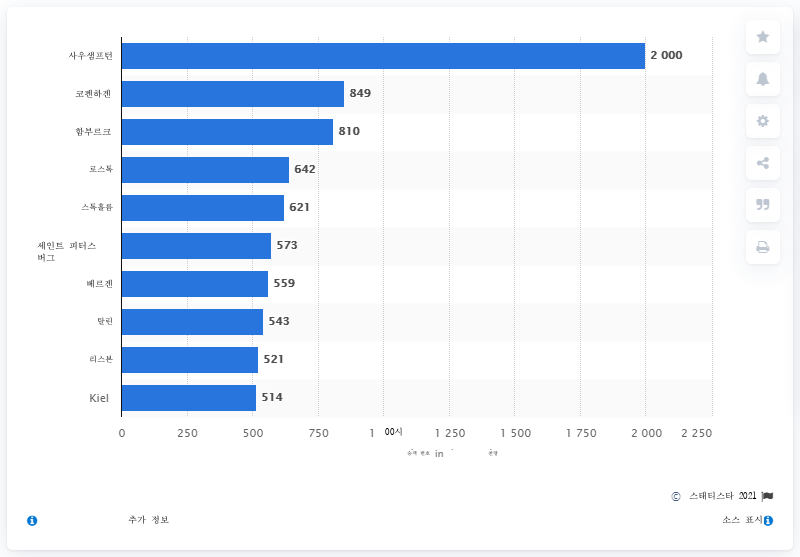 사우샘프턴 2 000
코펜하겐 849
함부르크 810
로스톡 642
스톡홀름 621
세인트 피터스
버그 573
베르겐 559
탈린 543
리스본 521
Kiel 514
0 250 500 750 1 00시 1 250 1 500 1 750 2 000 2 250
승객 번호 in
© 스태티스타 2021
추가 정보 소스 표시